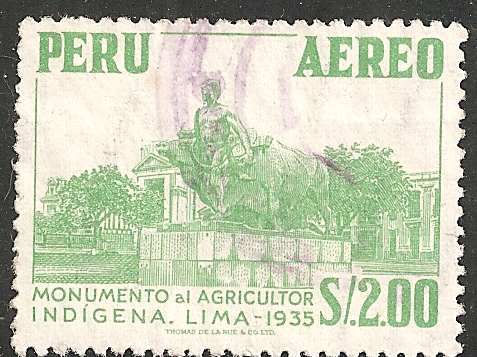 PERU AEREO
MONUMENTO al AGRICULTOR
INDÍGENA. LIMA-1935
S/.2.00
THOMAS DE LA RUE & CO. LTD.